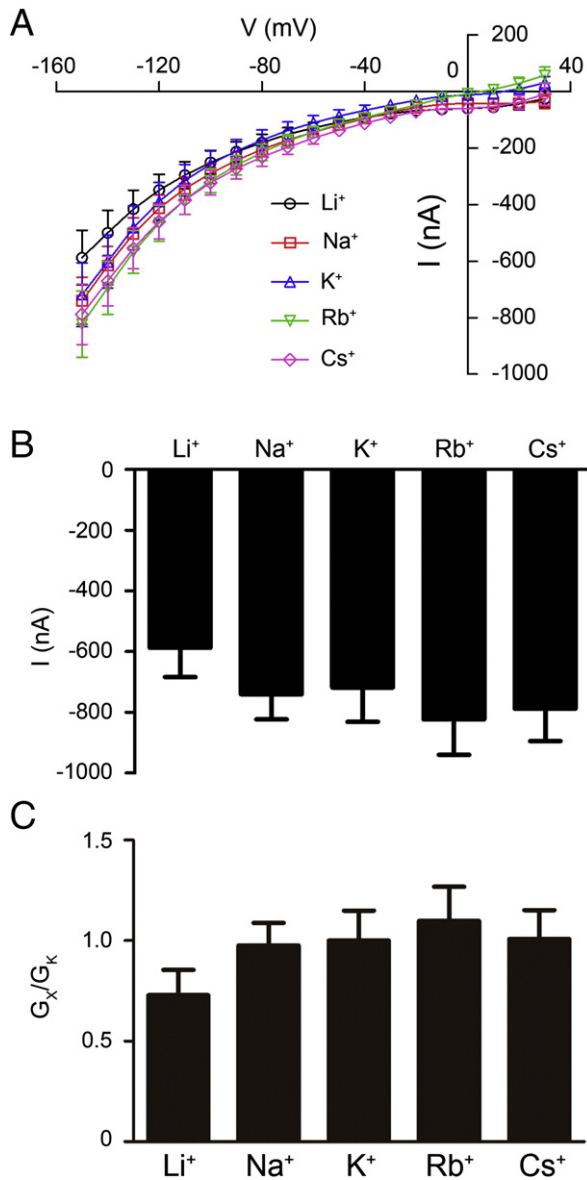 A
V (mV)
-160 -120 -80 -40 0 40
200
-200
-400
-600
-800
-1000
I (nA)
Li⁺
Na⁺
K⁺
Rb⁺
Cs⁺
B
Li⁺ Na⁺ K⁺ Rb⁺ Cs⁺
0
-200
-400
-600
-800
-1000
I (nA)
C
1.5
1.0
0.5
0
Gₓ/Gₖ
Li⁺ Na⁺ K⁺ Rb⁺ Cs⁺